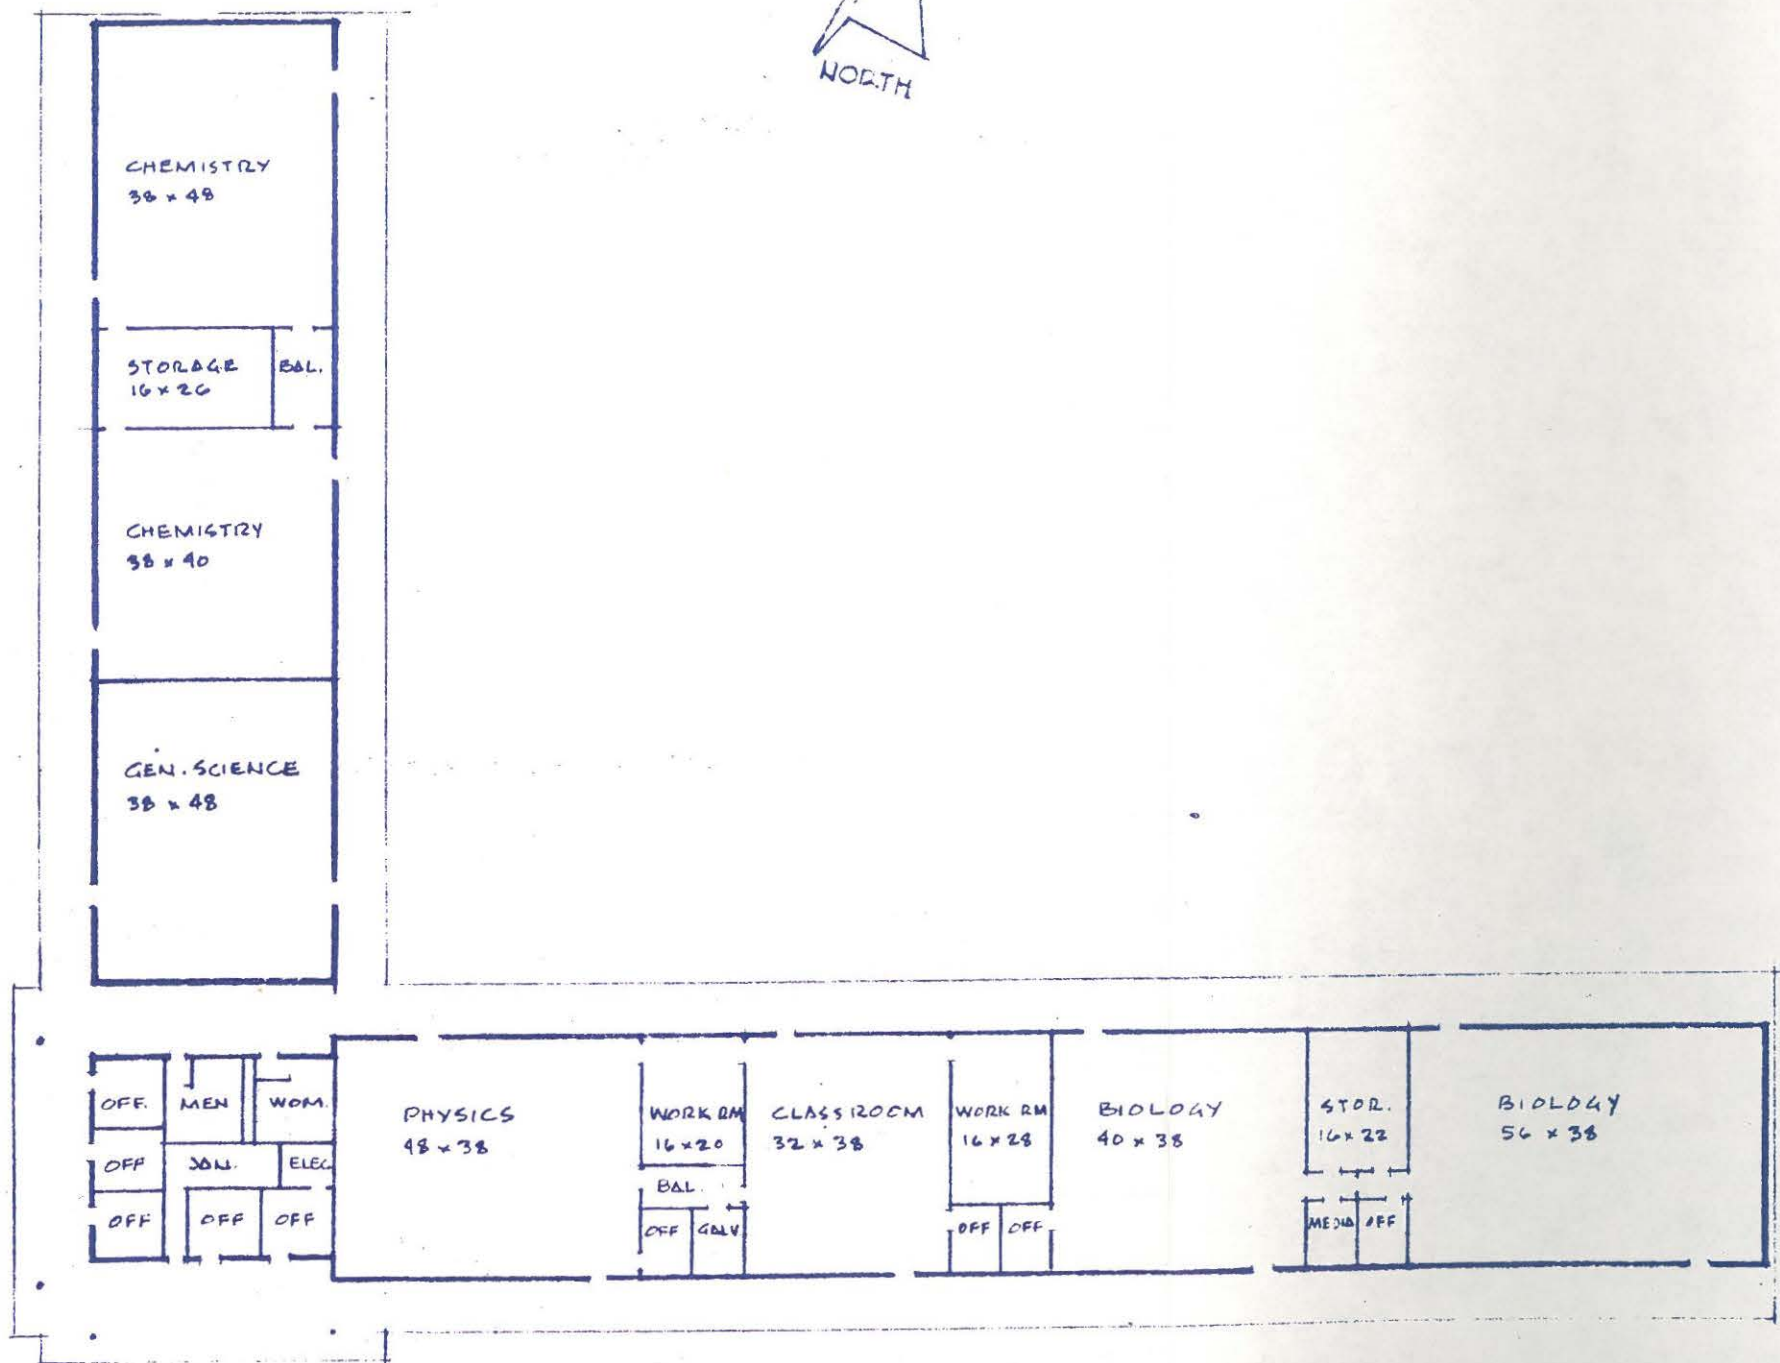 NORTH
CHEMISTRY
38 x 48
STORAGE
16 x 26
BAL.
CHEMISTRY
38 x 40
GEN. SCIENCE
38 x 48
OFF.
MEN
WOM.
OFF
JAN.
ELEC
OFF
OFF
OFF
PHYSICS
48 x 38
WORK RM
16 x 20
BAL.
OFF
GALV
CLASSROOM
32 x 38
WORK RM
16 x 28
OFF
OFF
BIOLOGY
40 x 38
STOR.
16 x 22
MEDIA
OFF
BIOLOGY
56 x 38